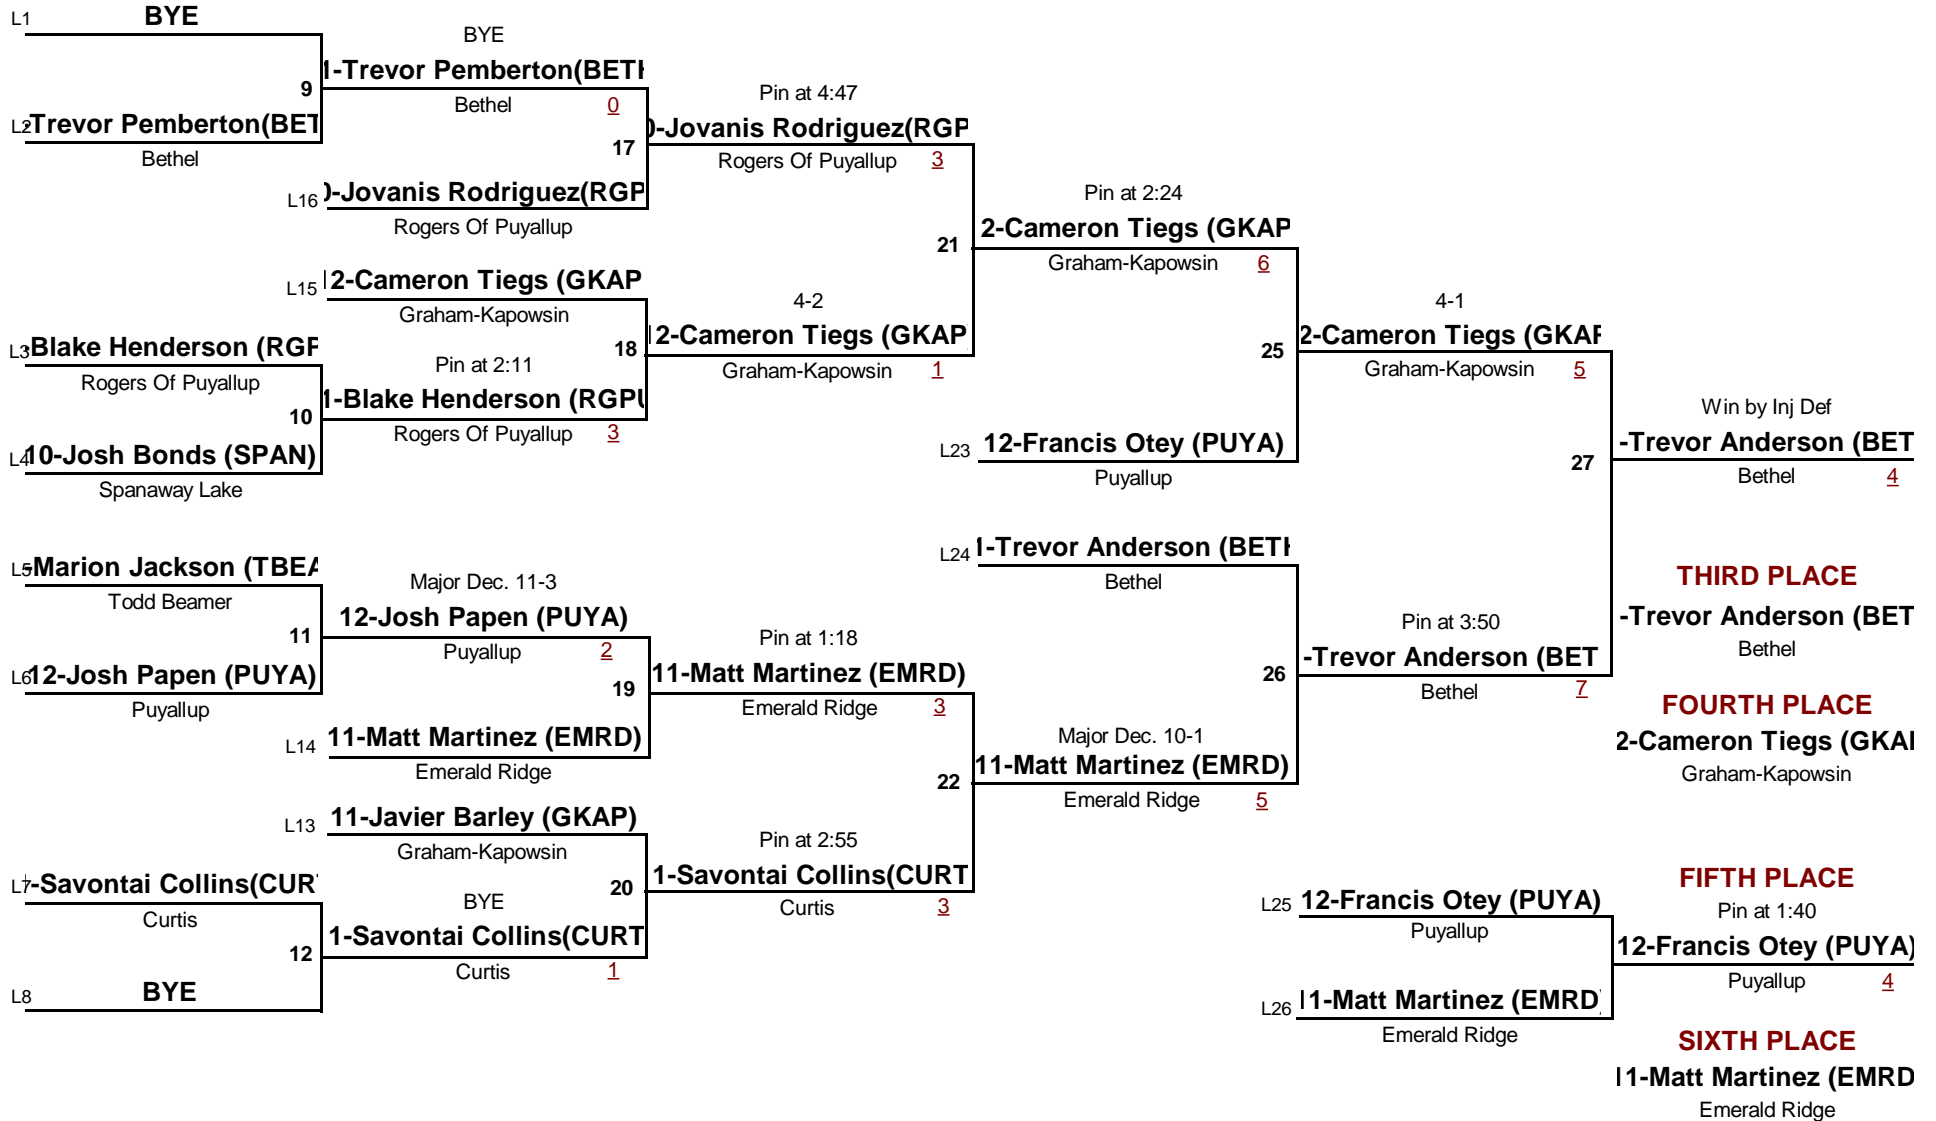 L1 BYE
BYE
1-Trevor Pemberton(BETH
9
Bethel 0
L2 -Trevor Pemberton(BET
Bethel
Pin at 4:47
0-Jovanis Rodriguez(RGP
17
Rogers Of Puyallup 3
L16 0-Jovanis Rodriguez(RGP
Rogers Of Puyallup
Pin at 2:24
2-Cameron Tiegs (GKAP
21
Graham-Kapowsin 6
L15 12-Cameron Tiegs (GKAP
Graham-Kapowsin
4-2
12-Cameron Tiegs (GKAP
18
Graham-Kapowsin 1
L3 -Blake Henderson (RGP
Rogers Of Puyallup
Pin at 2:11
1-Blake Henderson (RGPU
10
Rogers Of Puyallup 3
L4 10-Josh Bonds (SPAN)
Spanaway Lake
4-1
2-Cameron Tiegs (GKAP
25
Graham-Kapowsin 5
L23 12-Francis Otey (PUYA)
Puyallup
Win by Inj Def
-Trevor Anderson (BET
27
Bethel 4
L24 1-Trevor Anderson (BETH
Bethel
L5 -Marion Jackson (TBEA
Todd Beamer
Major Dec. 11-3
12-Josh Papen (PUYA)
11
Puyallup 2
L6 12-Josh Papen (PUYA)
Puyallup
Pin at 1:18
11-Matt Martinez (EMRD)
19
Emerald Ridge 3
L14 11-Matt Martinez (EMRD)
Emerald Ridge
Pin at 3:50
-Trevor Anderson (BET
26
Bethel 7
Major Dec. 10-1
11-Matt Martinez (EMRD)
22
Emerald Ridge 5
L13 11-Javier Barley (GKAP)
Graham-Kapowsin
Pin at 2:55
1-Savontai Collins(CURT
20
Curtis 3
L7 -Savontai Collins(CUR
Curtis
BYE
1-Savontai Collins(CURT
12
Curtis 1
L8 BYE
THIRD PLACE
-Trevor Anderson (BET
Bethel
FOURTH PLACE
2-Cameron Tiegs (GKAP
Graham-Kapowsin
L25 12-Francis Otey (PUYA)
Puyallup
L26 11-Matt Martinez (EMRD)
Emerald Ridge
FIFTH PLACE
Pin at 1:40
12-Francis Otey (PUYA)
Puyallup 4
SIXTH PLACE
11-Matt Martinez (EMRD
Emerald Ridge